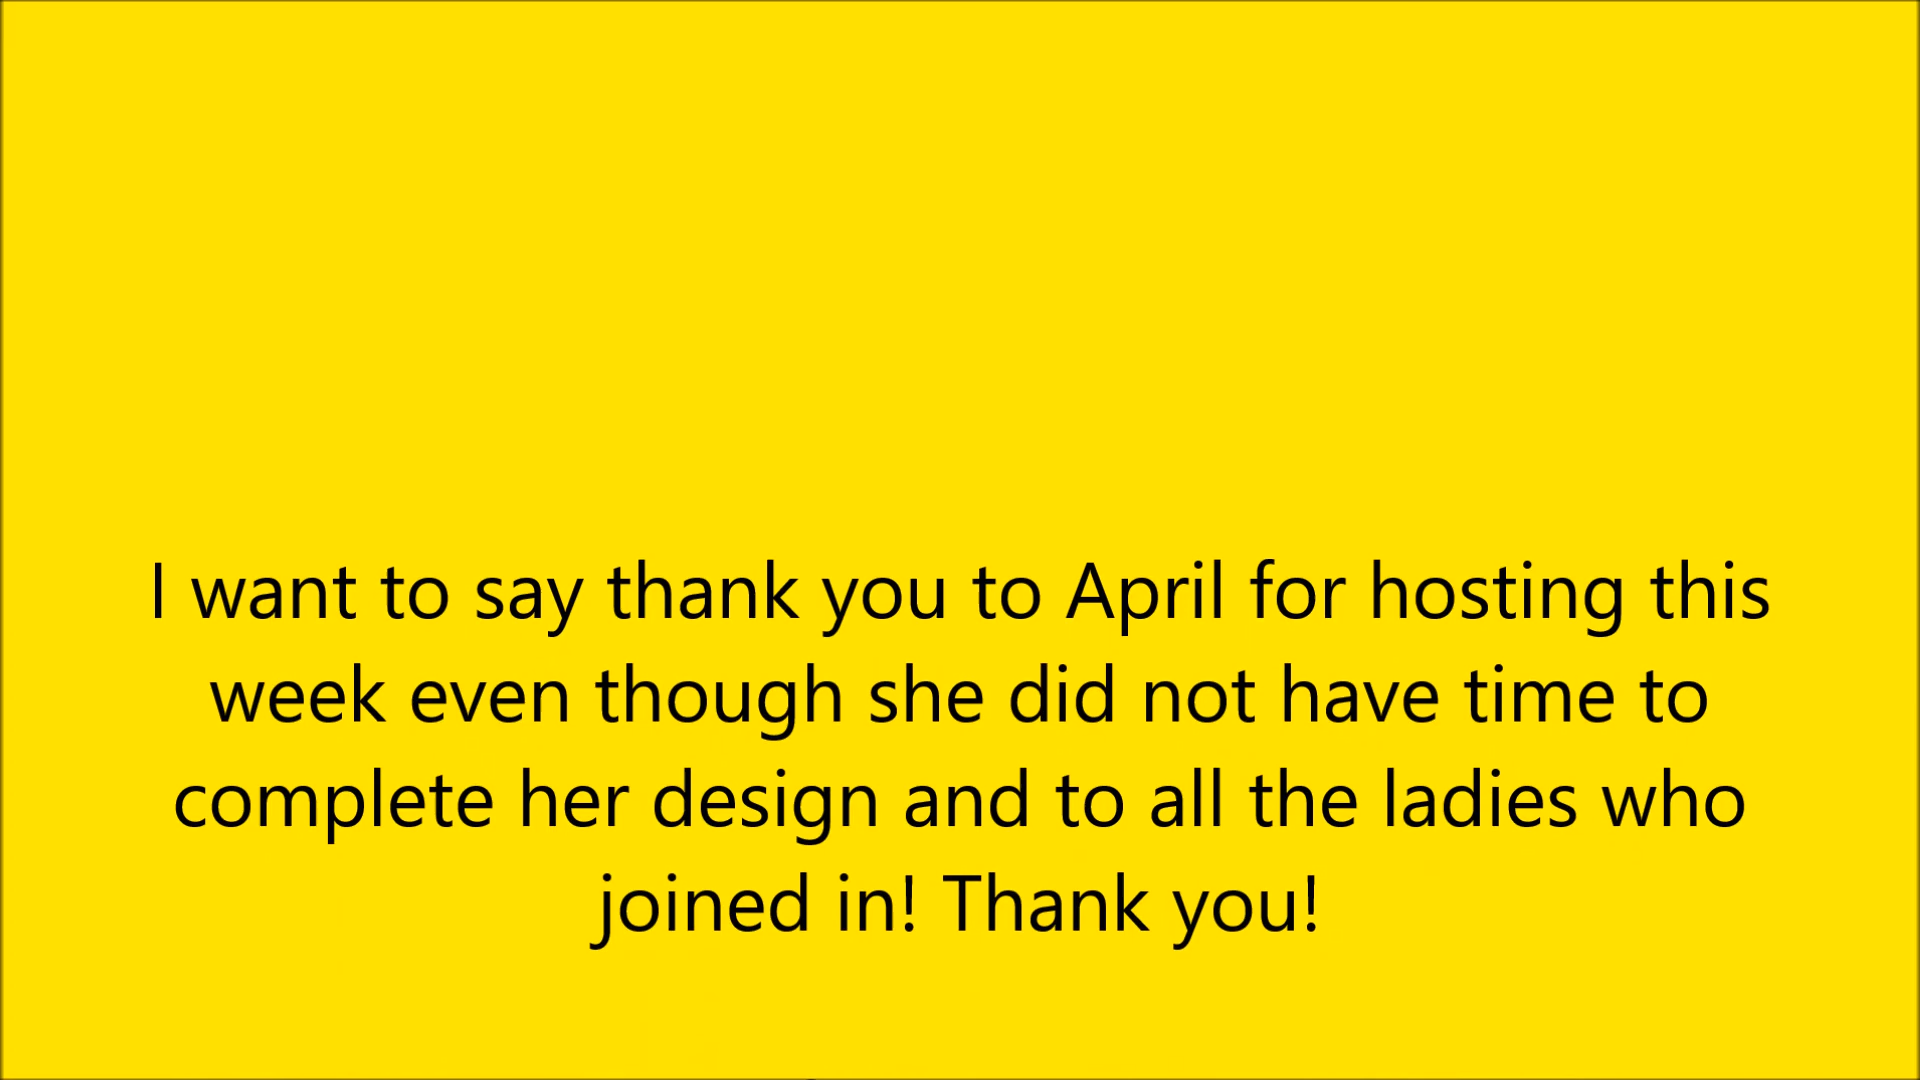 I want to say thank you to April for hosting this
week even though she did not have time to
complete her design and to all the ladies who
joined in! Thank you!